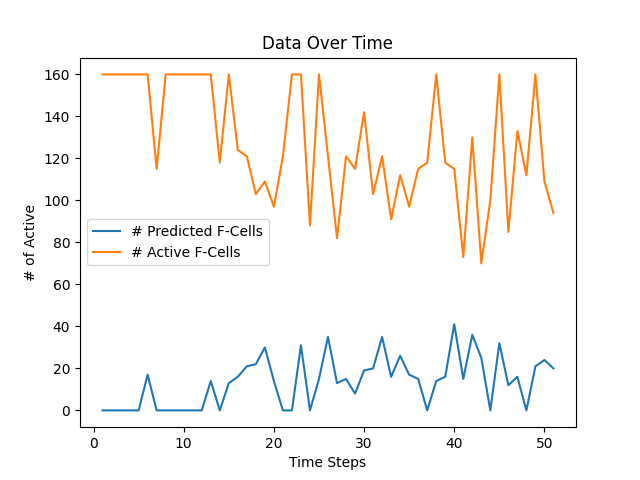 Data Over Time
# of Active
160
140
120
100
80
60
40
20
0
# Predicted F-Cells
# Active F-Cells
0 10 20 30 40 50
Time Steps